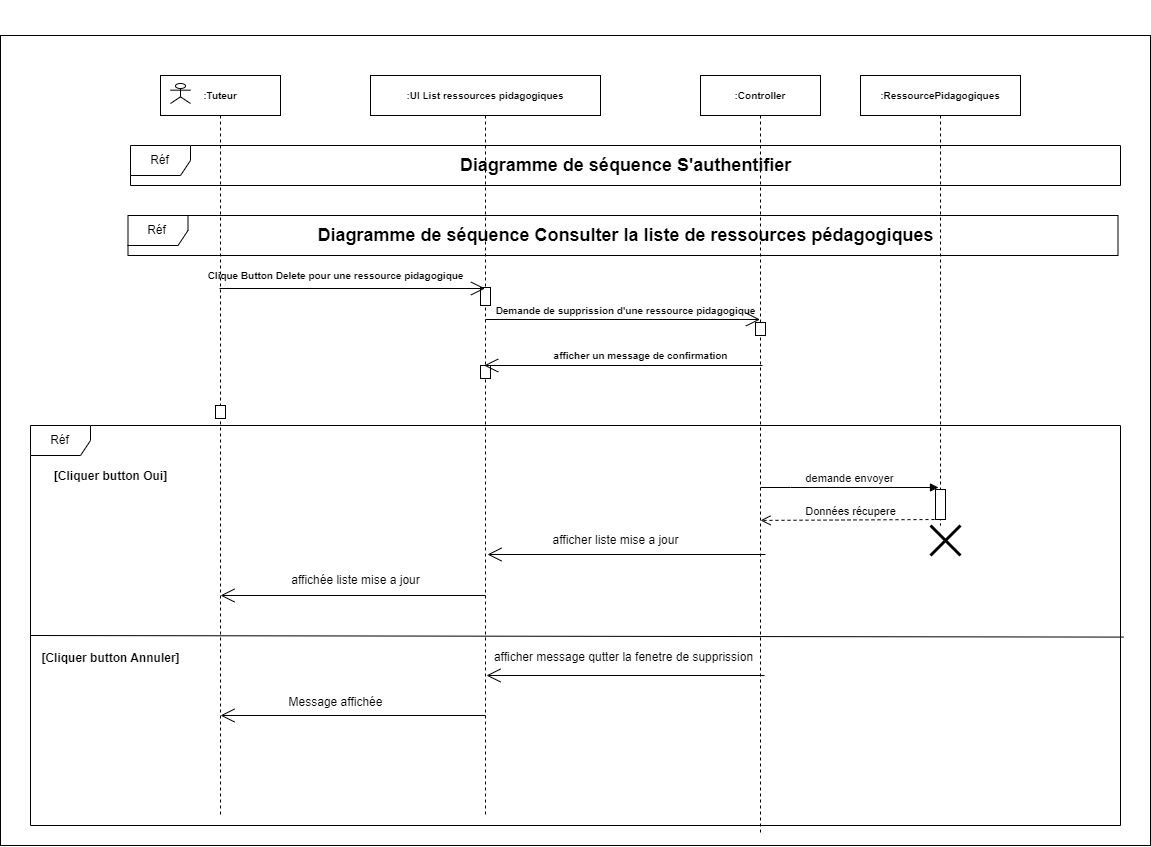 :Tuteur
:UI List ressources pidagogiques
:Controller
:RessourcePidagogiques
Réf
Diagramme de séquence S'authentifier
Réf
Diagramme de séquence Consulter la liste de ressources pédagogiques
Clique Button Delete pour une ressource pidagogique
Demande de supprission d'une ressource pidagogique
afficher un message de confirmation
Réf
[Cliquer button Oui]
demande envoyer
Données récupere
afficher liste mise a jour
affichée liste mise a jour
[Cliquer button Annuler]
afficher message qutter la fenetre de supprission
Message affichée